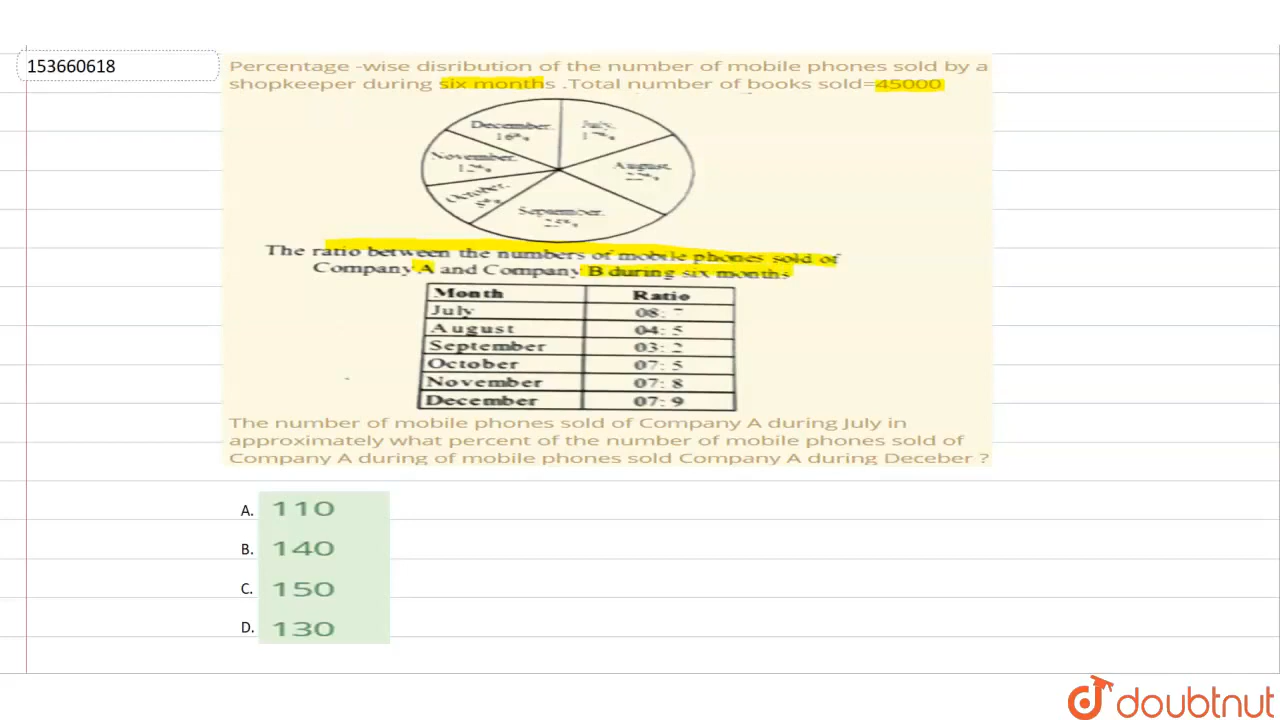 153660618
Percentage -wise disribution of the number of mobile phones sold by a
shopkeeper during six months .Total number of books sold=45000
December.
16%
July.
17%
August.
22%
November.
12%
October.
8%
September.
25%
The ratio between the numbers of mobile phones sold of
Company A and Company B during six months
Month Ratio
July 08: 7
August 04: 5
September 03: 2
October 07: 5
November 07: 8
December 07: 9
The number of mobile phones sold of Company A during July in
approximately what percent of the number of mobile phones sold of
Company A during of mobile phones sold Company A during Deceber ?
A. 110
B. 140
C. 150
D. 130
doubtnut